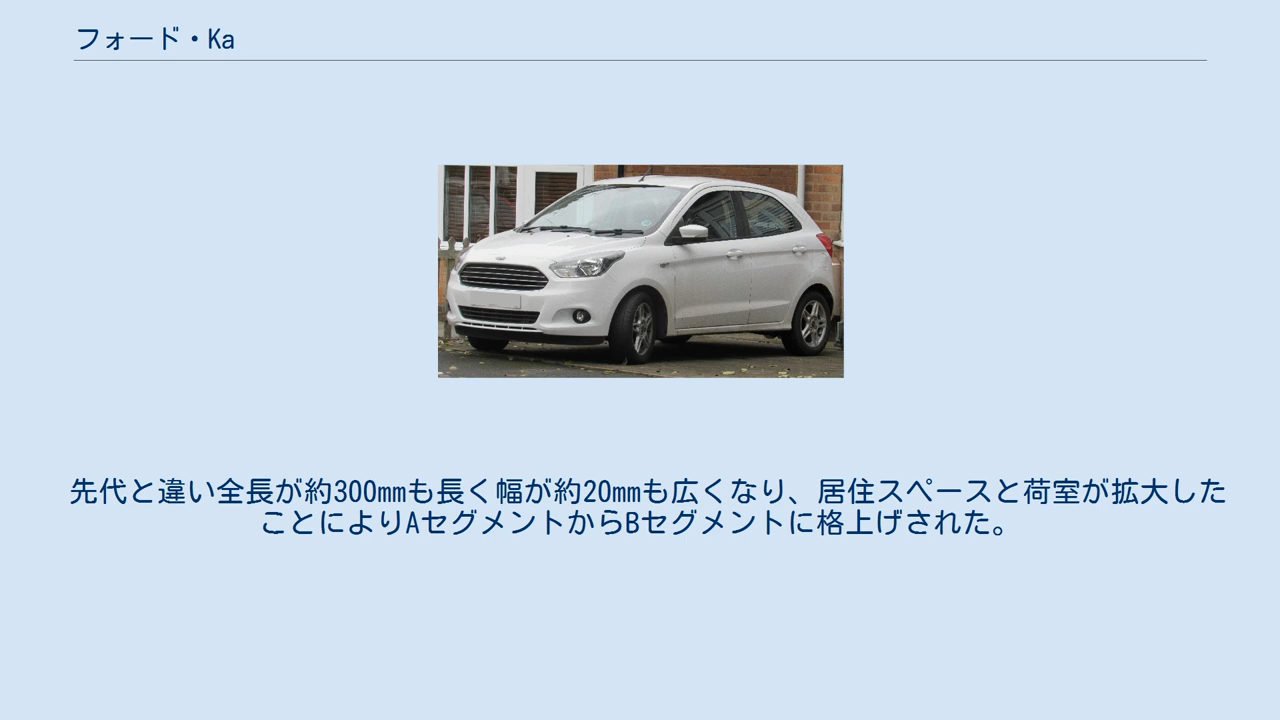 フォード・Ka
先代と違い全長が約300mmも長く幅が約20mmも広くなり、居住スペースと荷室が拡大した
ことによりAセグメントからBセグメントに格上げされた。